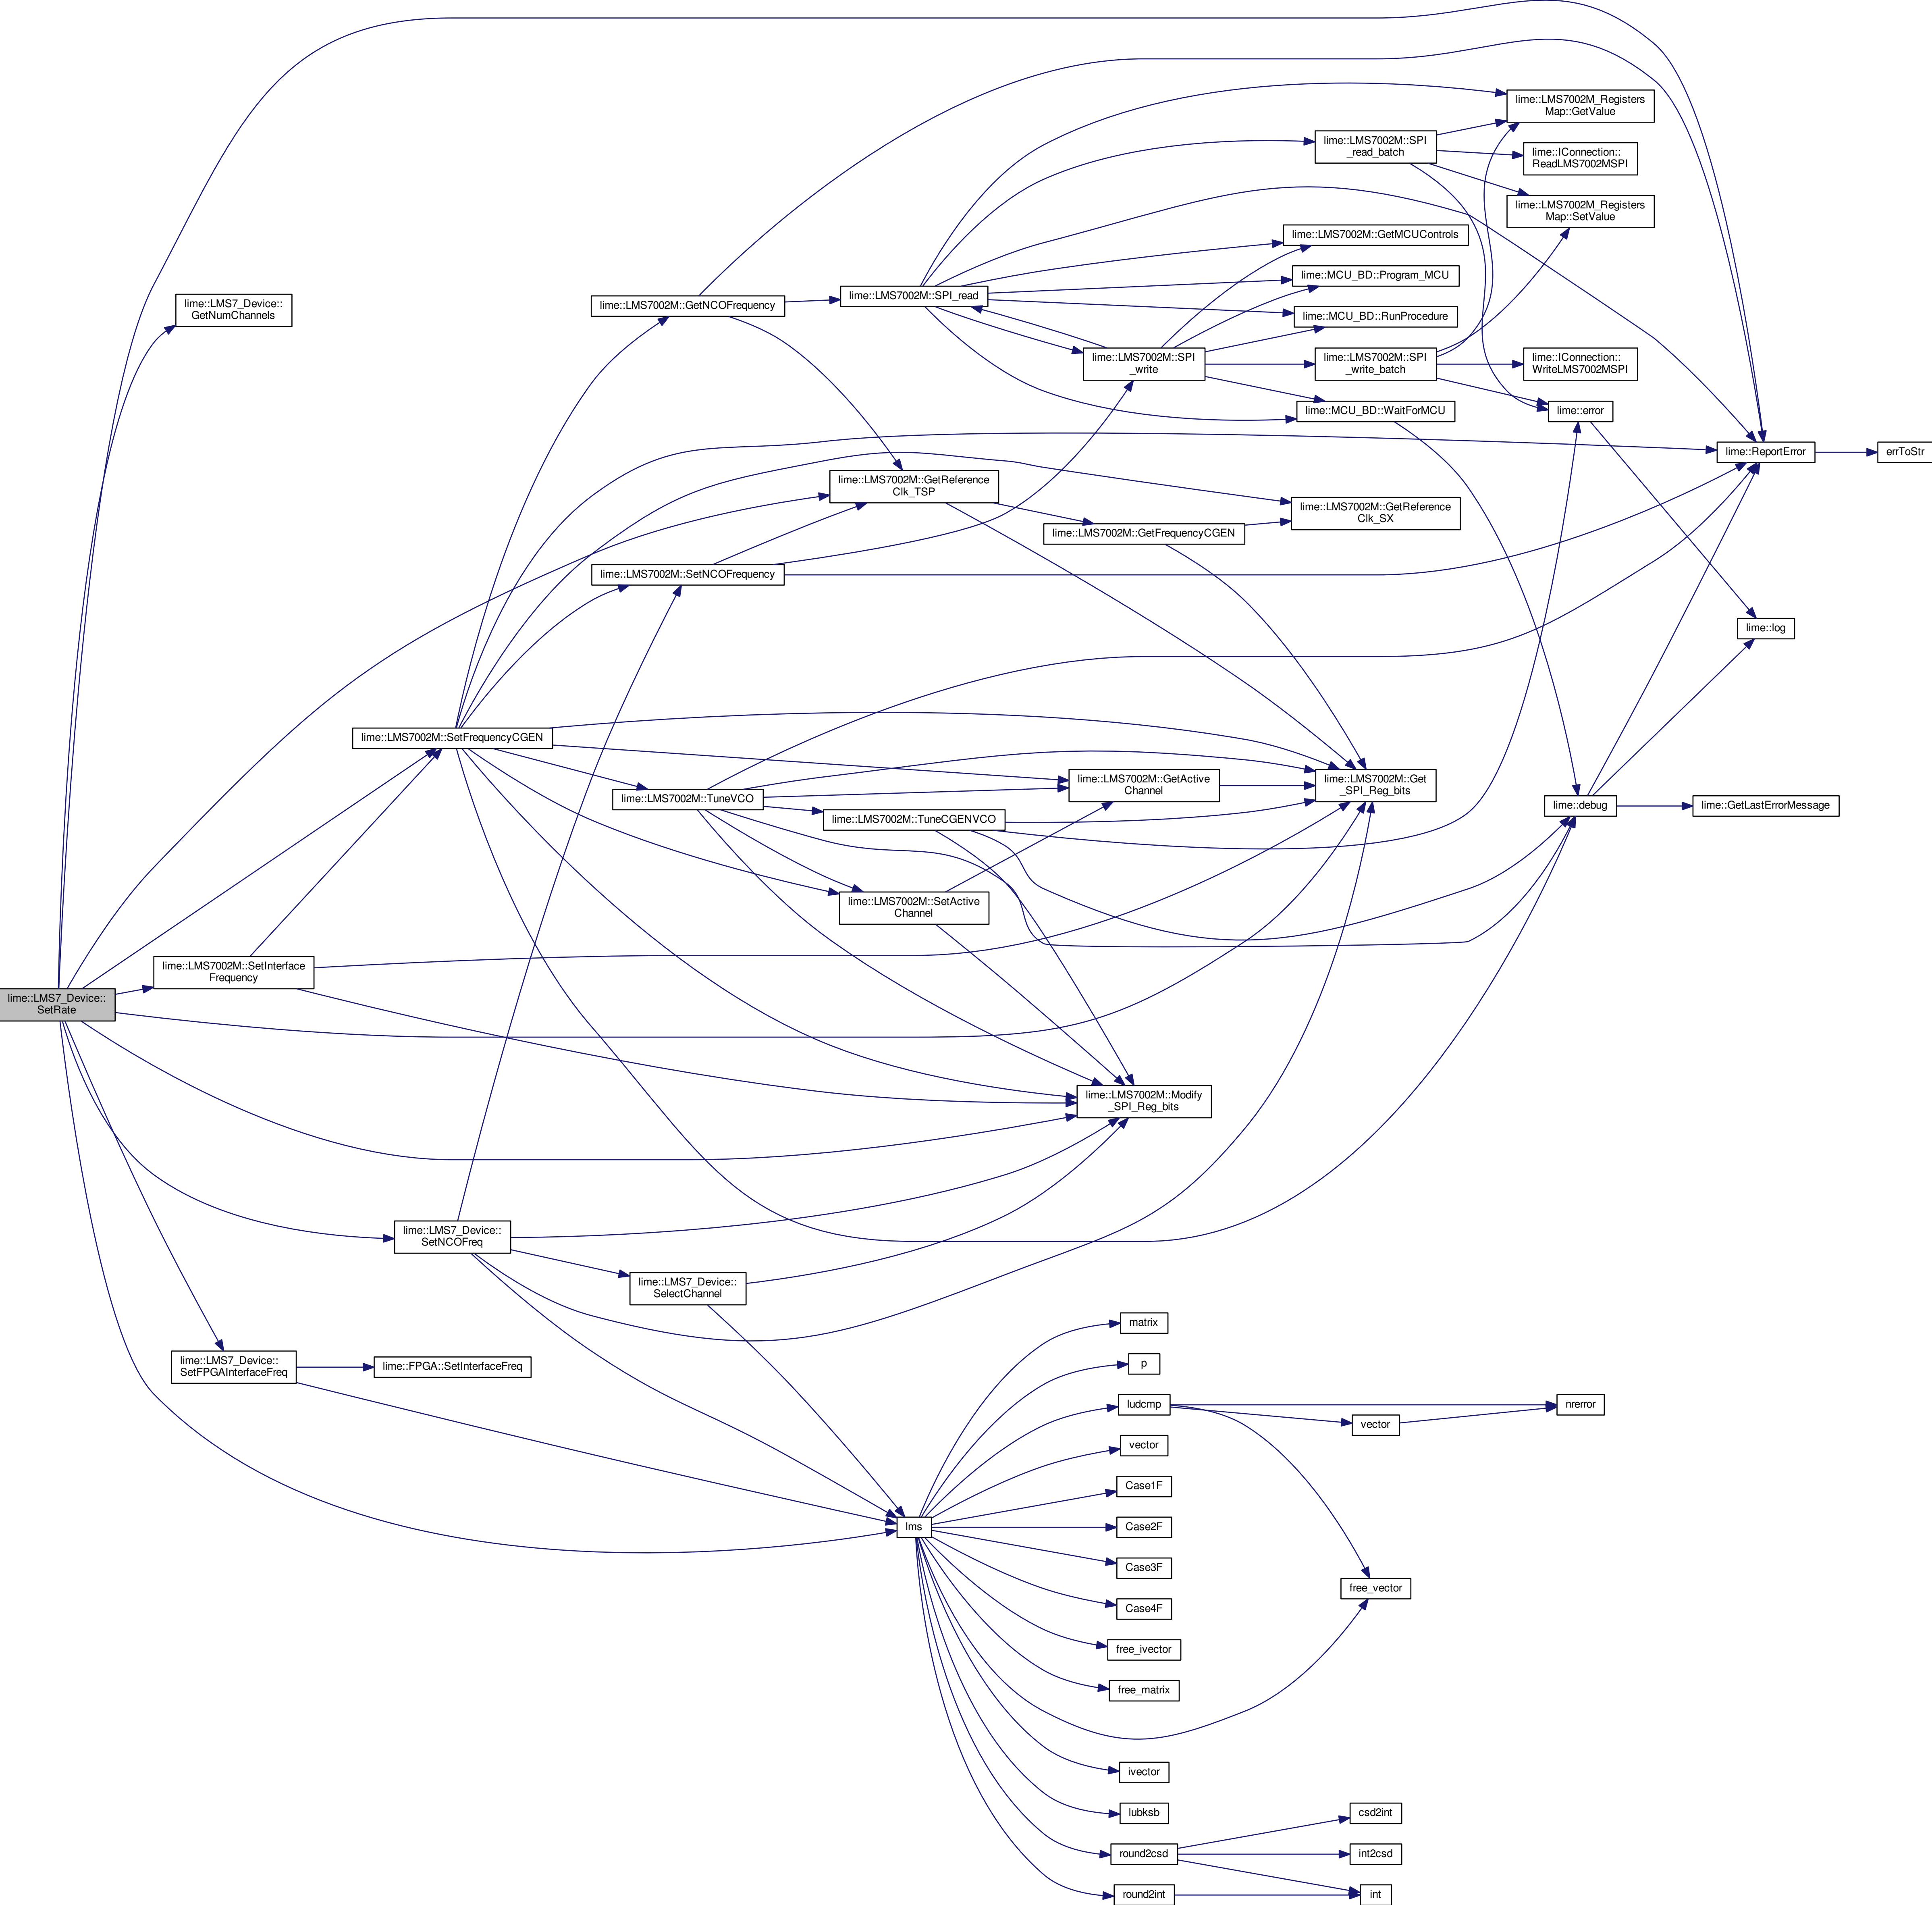 lime::LMS7_Device::
SetRate
lime::LMS7_Device::
GetNumChannels
lime::LMS7002M::SetInterface
Frequency
lime::LMS7_Device::
SetFPGAInterfaceFreq
lime::LMS7002M::SetFrequencyCGEN
lime::LMS7_Device::
SetNCOFreq
lime::FPGA::SetInterfaceFreq
lime::LMS7002M::GetNCOFrequency
lime::LMS7002M::SetNCOFrequency
lime::LMS7002M::TuneVCO
lime::LMS7_Device::
SelectChannel
lime::LMS7002M::SPI_read
lime::LMS7002M::GetReference
Clk_TSP
lime::LMS7002M::TuneCGENVCO
lime::LMS7002M::SetActive
Channel
lms
lime::LMS7002M::SPI
_write
lime::LMS7002M::GetFrequencyCGEN
lime::LMS7002M::GetActive
Channel
lime::LMS7002M::Modify
_SPI_Reg_bits
matrix
p
ludcmp
vector
Case1F
Case2F
Case3F
Case4F
free_ivector
free_matrix
ivector
lubksb
round2csd
round2int
lime::LMS7002M::SPI
_read_batch
lime::LMS7002M::GetMCUControls
lime::MCU_BD::Program_MCU
lime::MCU_BD::RunProcedure
lime::LMS7002M::SPI
_write_batch
lime::MCU_BD::WaitForMCU
lime::LMS7002M::GetReference
Clk_SX
lime::LMS7002M::Get
_SPI_Reg_bits
vector
free_vector
csd2int
int2csd
int
lime::LMS7002M_Registers
Map::GetValue
lime::IConnection::
ReadLMS7002MSPI
lime::LMS7002M_Registers
Map::SetValue
lime::IConnection::
WriteLMS7002MSPI
lime::error
lime::debug
nrerror
lime::ReportError
lime::log
lime::GetLastErrorMessage
errToStr